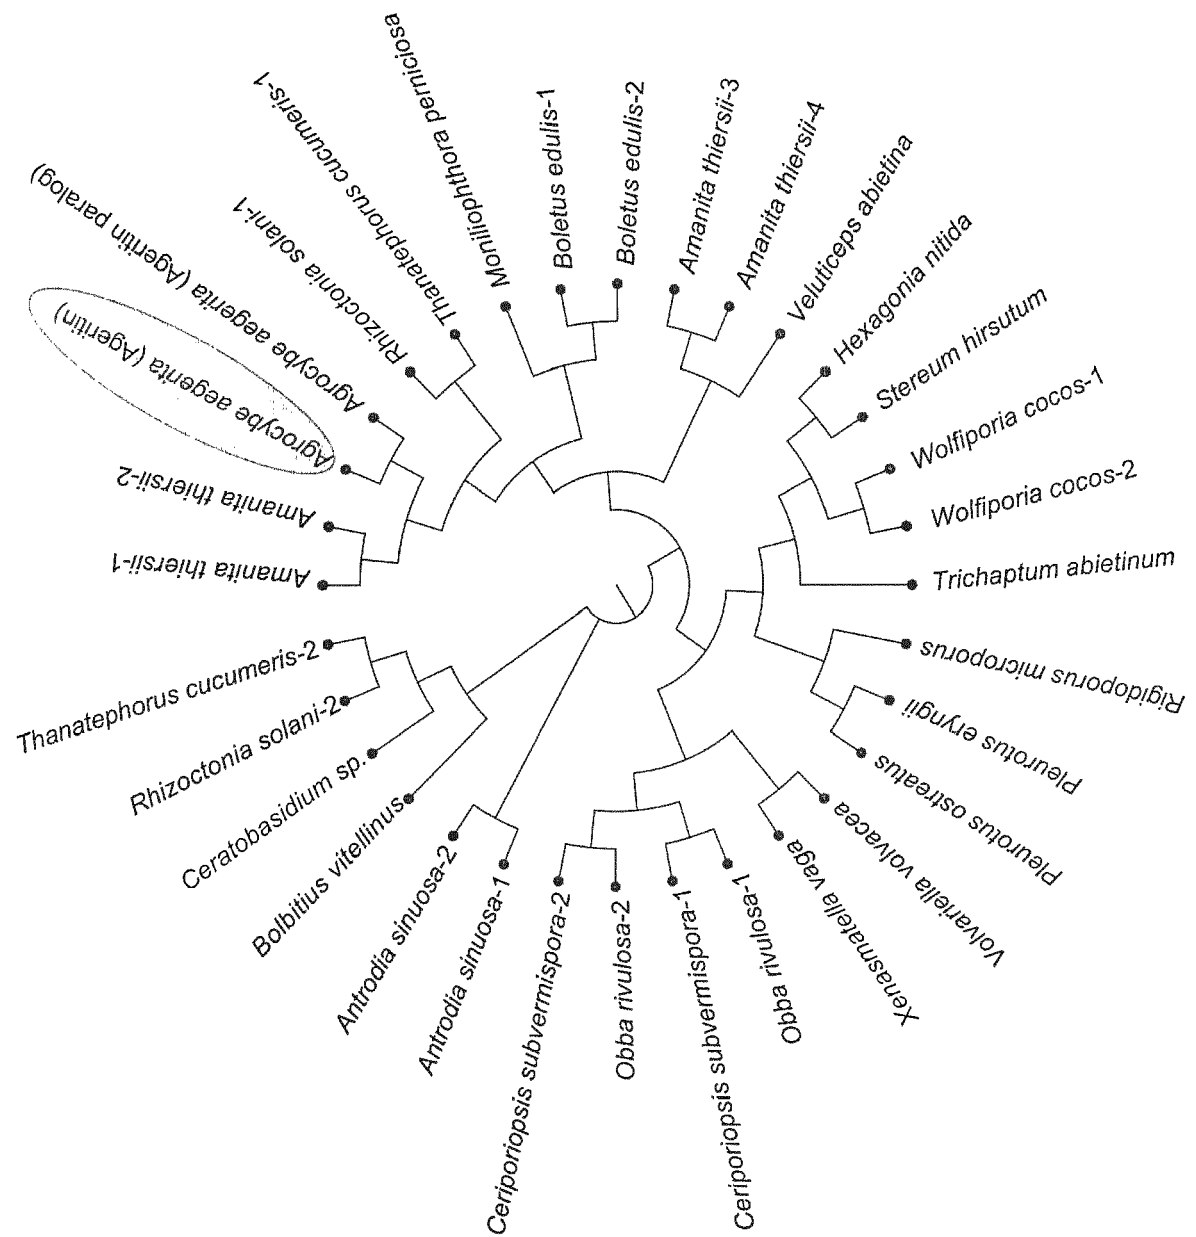 Moniliophthora perniciosa
Boletus edulis-1
Boletus edulis-2
Amanita thiersii-3
Amanita thiersii-4
Veluticeps abietina
Hexagonia nitida
Stereum hirsutum
Wolfiporia cocos-1
Wolfiporia cocos-2
Trichaptum abietinum
Rigidoporus microporus
Pleurotus eryngii
Pleurotus ostreatus
Volvariella volvacea
Xenasmatella vaga
Obba rivulosa-1
Ceriporiopsis subvermispora-1
Obba rivulosa-2
Ceriporiopsis subvermispora-2
Antrodia sinuosa-1
Antrodia sinuosa-2
Bolbitius vitellinus
Ceratobasidium sp.
Rhizoctonia solani-2
Thanatephorus cucumeris-2
Amanita thiersii-1
Amanita thiersii-2
Agrocybe aegerita (Ageritin)
Agrocybe aegerita (Ageritin paralog)
Rhizoctonia solani-1
Thanatephorus cucumeris-1